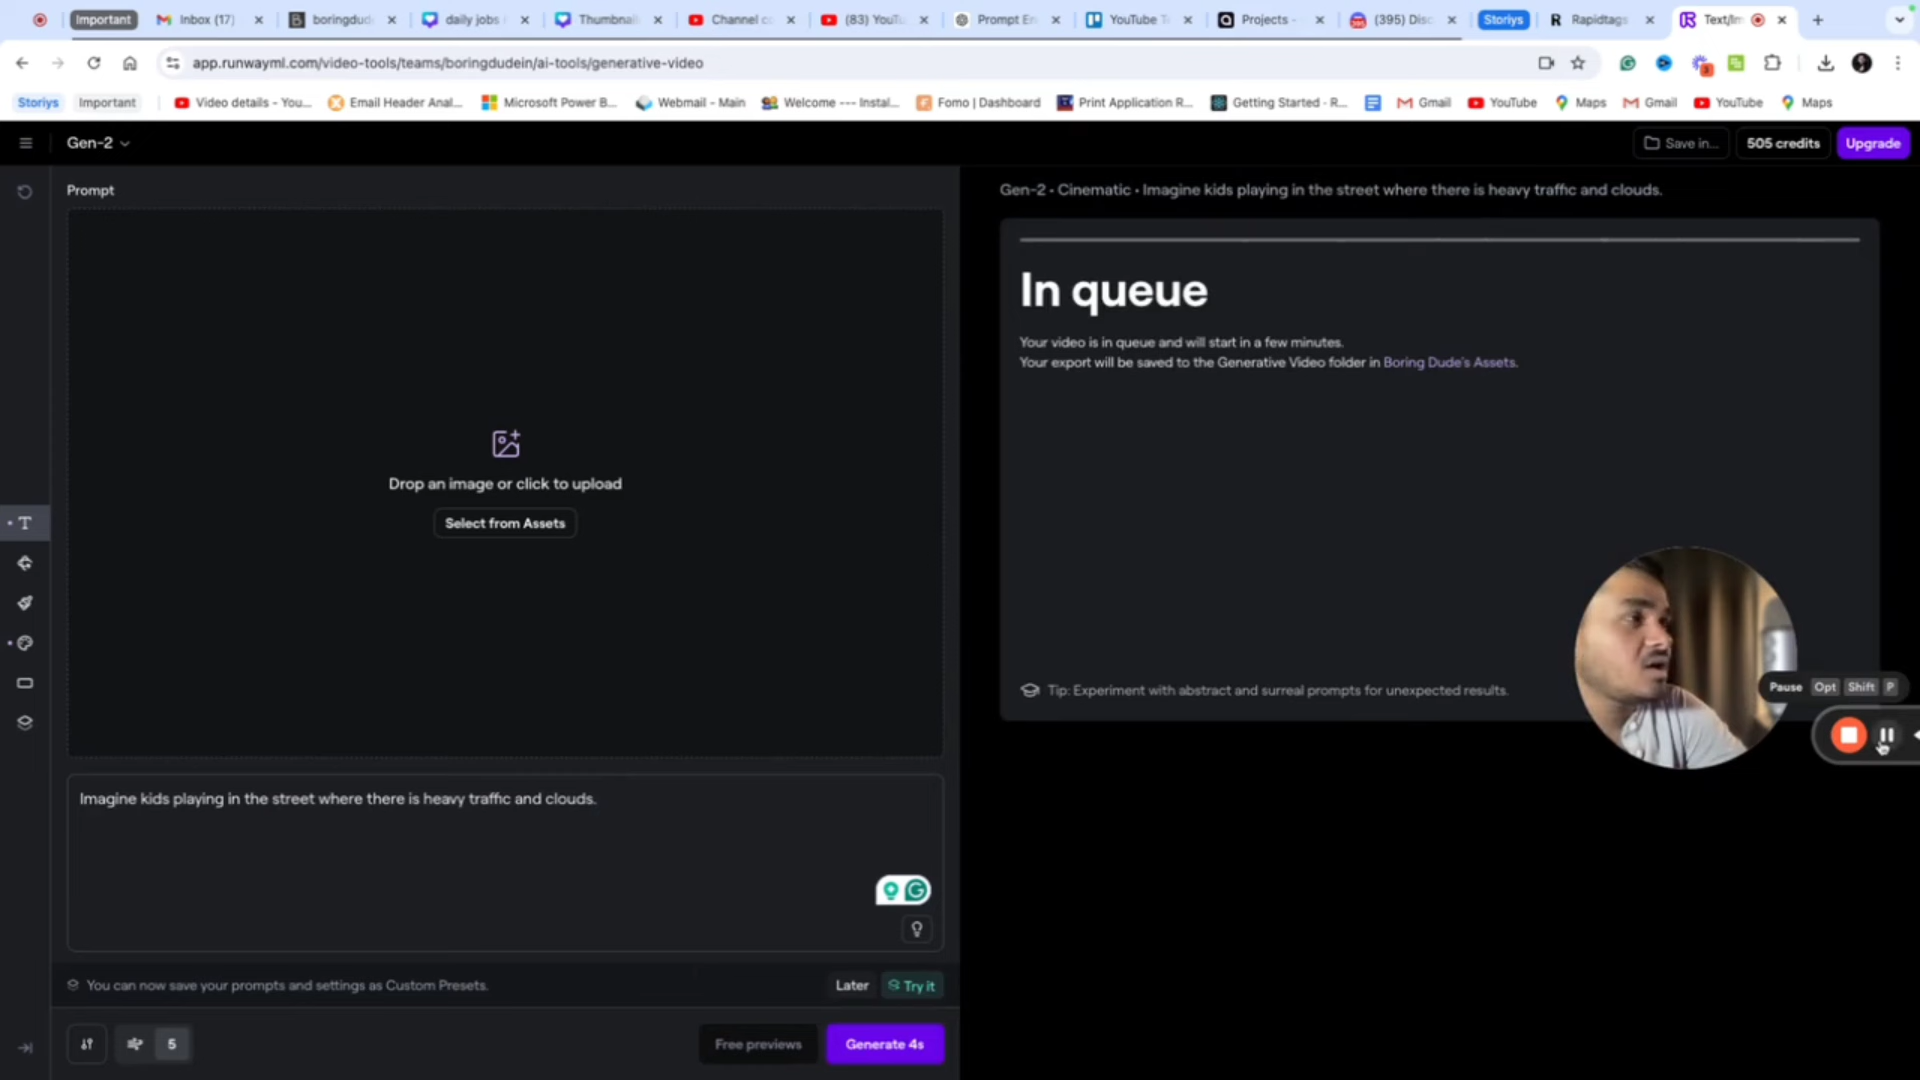 Important
Inbox (17)
boringdud
daily jobs
Thumbnail
Channel c
(83) YouTu
Prompt En
YouTube T
Projects -
(395) Disc
Storiys
Rapidtags
Text/Im
app.runwayml.com/video-tools/teams/boringdudein/ai-tools/generative-video
Storiys
Important
Video details - You...
Email Header Anal...
Microsoft Power B...
Webmail - Main
Welcome --- Instal...
Fomo | Dashboard
Print Application R...
Getting Started - R...
Gmail
YouTube
Maps
Gmail
YouTube
Maps
Gen-2
Save in...
505 credits
Upgrade
Prompt
Gen-2 • Cinematic • Imagine kids playing in the street where there is heavy traffic and clouds.
In queue
Your video is in queue and will start in a few minutes.
Your export will be saved to the Generative Video folder in Boring Dude's Assets.
Drop an image or click to upload
Select from Assets
Tip: Experiment with abstract and surreal prompts for unexpected results.
Pause Opt Shift P
Imagine kids playing in the street where there is heavy traffic and clouds.
You can now save your prompts and settings as Custom Presets.
Later
Try it
5
Free previews
Generate 4s